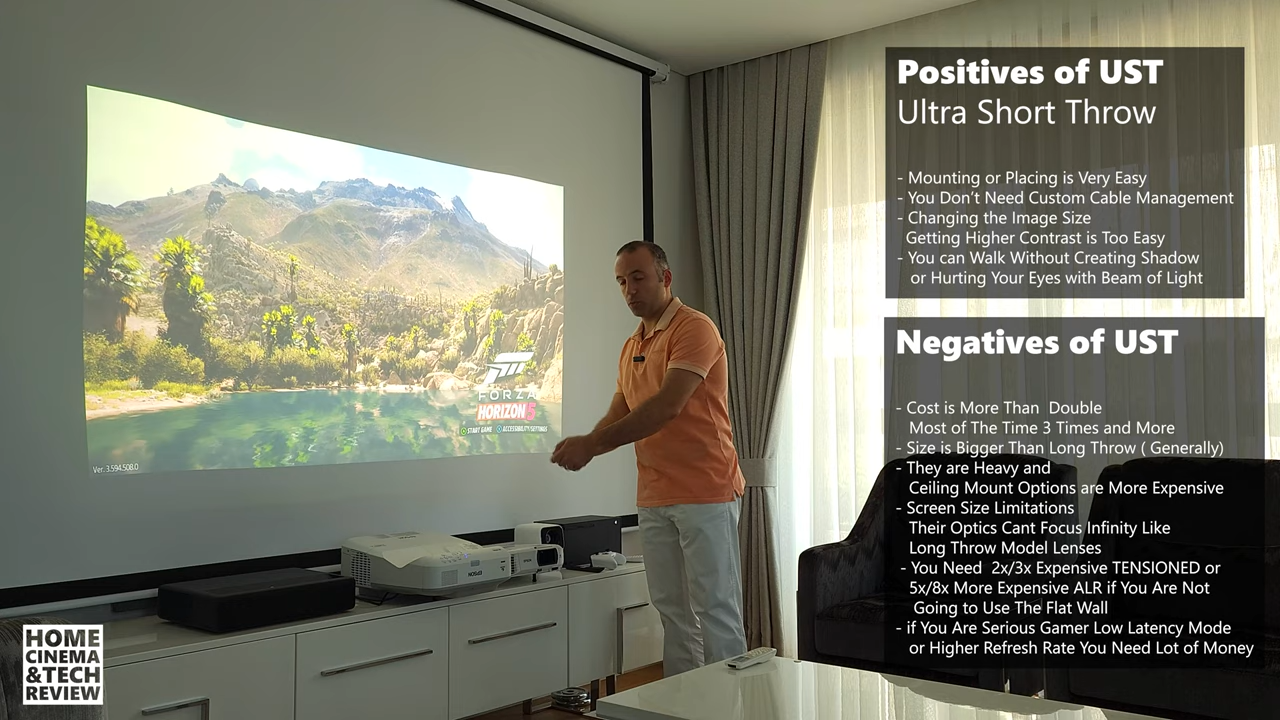 Positives of UST
Ultra Short Throw
- Mounting or Placing is Very Easy
- You Don't Need Custom Cable Management
- Changing the Image Size
Getting Higher Contrast is Too Easy
- You can Walk Without Creating Shadow
or Hurting Your Eyes with Beam of Light
Negatives of UST
- Cost is More Than Double
Most of The Time 3 Times and More
- Size is Bigger Than Long Throw ( Generally)
- They are Heavy and
Ceiling Mount Options are More Expensive
- Screen Size Limitations
Their Optics Cant Focus Infinity Like
Long Throw Model Lenses
- You Need 2x/3x Expensive TENSIONED or
5x/8x More Expensive ALR if You Are Not
Going to Use The Flat Wall
- if You Are Serious Gamer Low Latency Mode
or Higher Refresh Rate You Need Lot of Money
FORZA
HORIZON 5
START GAME ACCESSIBILITY/SETTINGS
Ver. 3.594.508.0
EPSON
HOME
CINEMA
&TECH
REVIEW